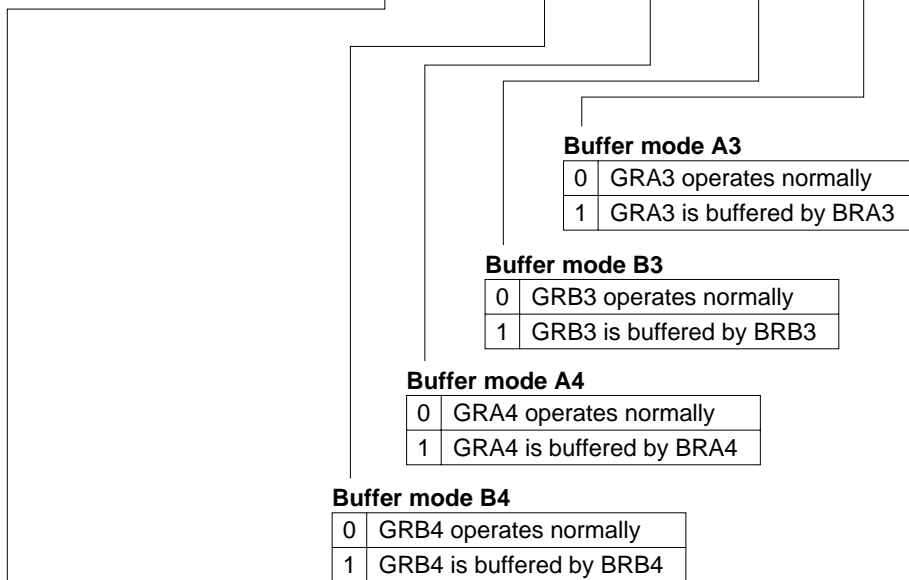 Buffer mode A3
0 GRA3 operates normally
1 GRA3 is buffered by BRA3
Buffer mode B3
0 GRB3 operates normally
1 GRB3 is buffered by BRB3
Buffer mode A4
0 GRA4 operates normally
1 GRA4 is buffered by BRA4
Buffer mode B4
0 GRB4 operates normally
1 GRB4 is buffered by BRB4